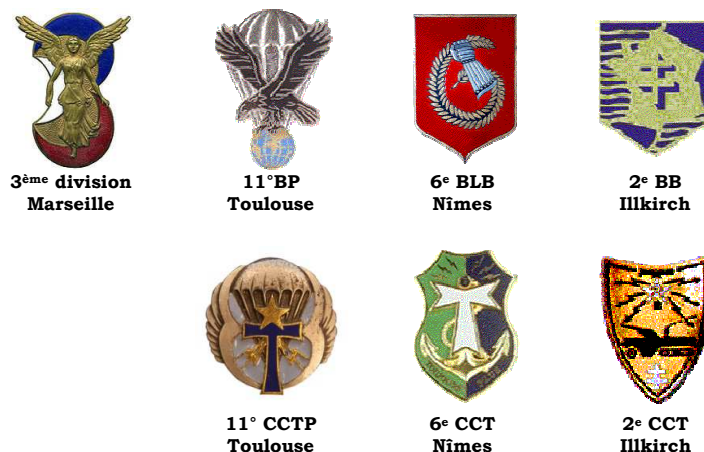 3ème division
Marseille
11°BP
Toulouse
6e BLB
Nîmes
2e BB
Illkirch
11° CCTP
Toulouse
6e CCT
Nîmes
2e CCT
Illkirch